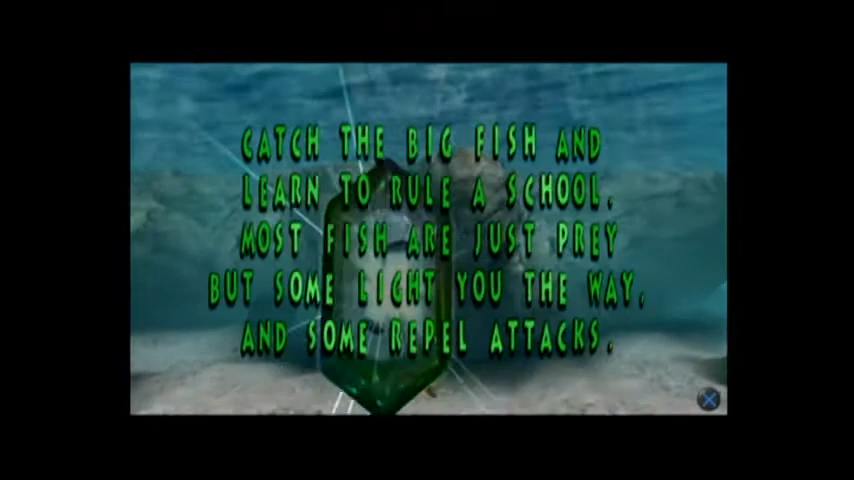 CATCH THE BIG FISH AND
LEARN TO RULE A SCHOOL.
MOST FISH ARE JUST PREY
BUT SOME LIGHT YOU THE WAY,
AND SOME REPEL ATTACKS.